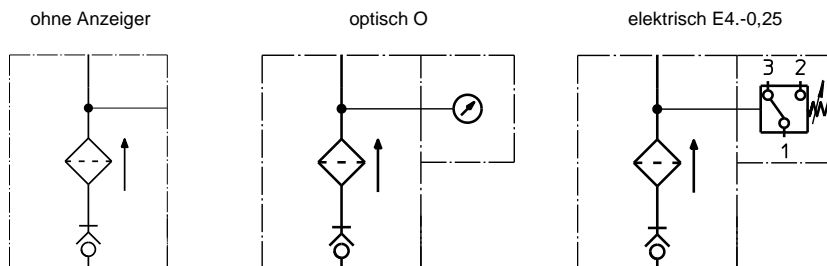 ohne Anzeiger
optisch O
elektrisch E4.-0,25
3 2
1